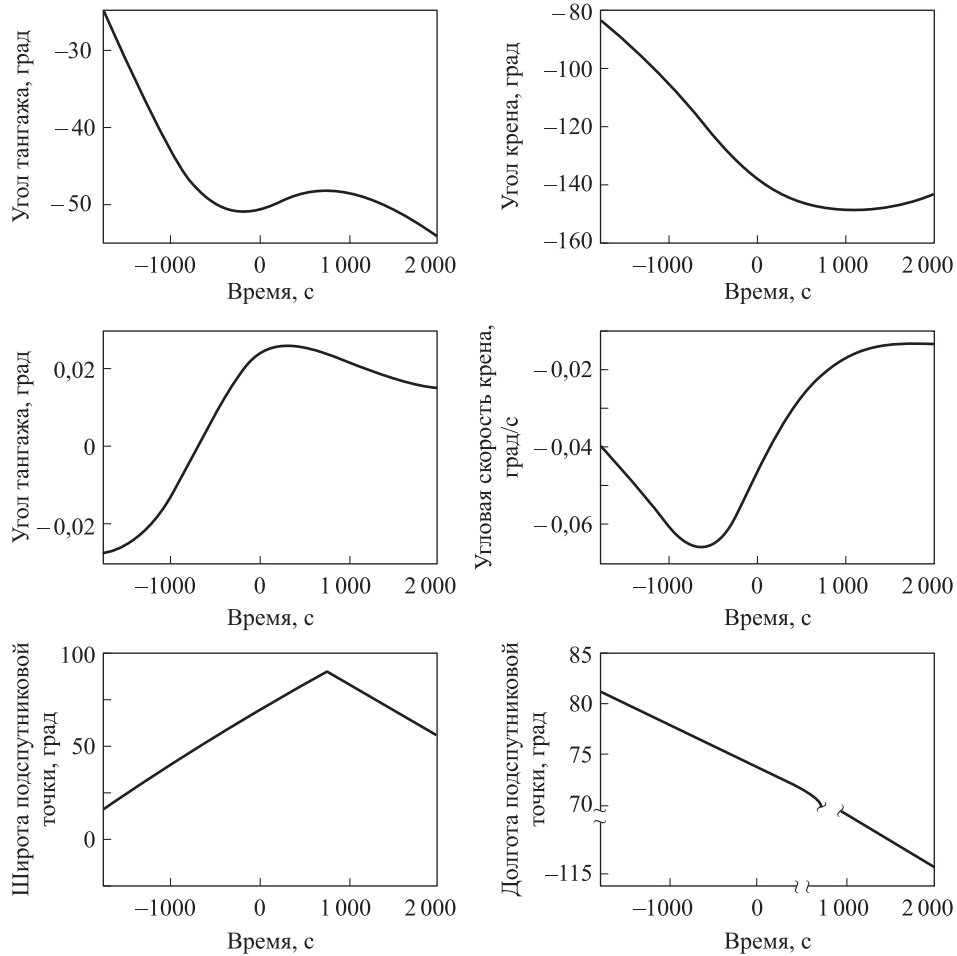 Угол тангажа, град
−30
−40
−50
−1000 0 1 000 2 000
Время, с
Угол крена, град
−80
−100
−120
−140
−160
−1000 0 1 000 2 000
Время, с
Угол тангажа, град
0,02
0
−0,02
−1000 0 1 000 2 000
Время, с
Угловая скорость крена,
град/с
−0,02
−0,04
−0,06
−1000 0 1 000 2 000
Время, с
Широта подспутниковой
точки, град
100
50
0
−1000 0 1 000 2 000
Время, с
Долгота подспутниковой
точки, град
85
80
75
70
−115
−1000 0 1 000 2 000
Время, с